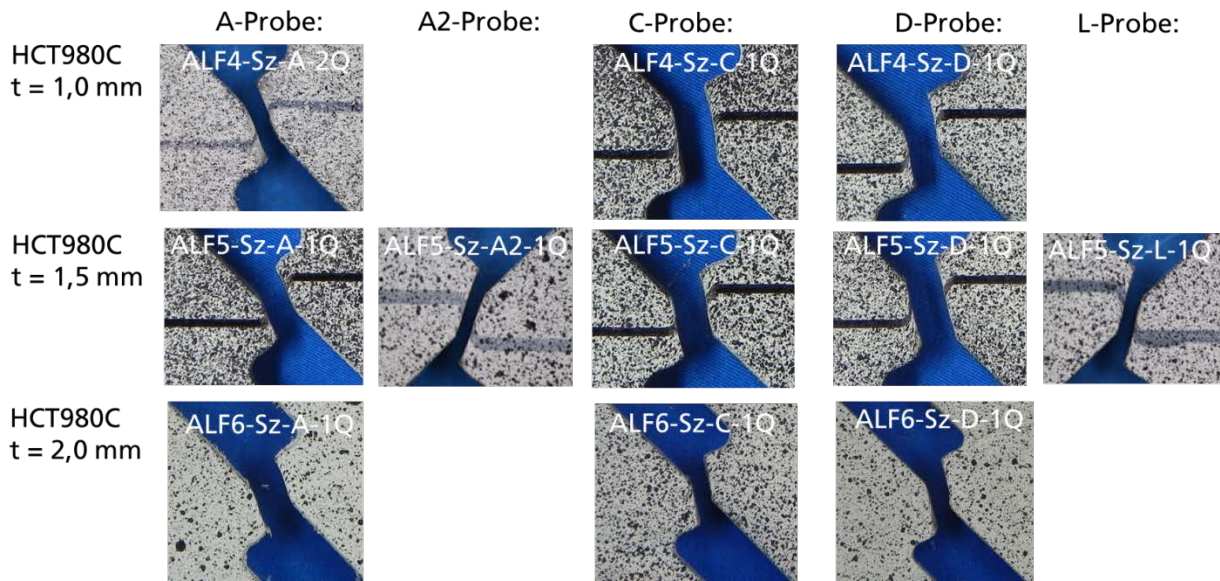 A-Probe: A2-Probe: C-Probe: D-Probe: L-Probe:
HCT980C
t = 1,0 mm
ALF4-Sz-A-2Q ALF4-Sz-C-1Q ALF4-Sz-D-1Q
HCT980C
t = 1,5 mm
ALF5-Sz-A-1Q ALF5-Sz-A2-1Q ALF5-Sz-C-1Q ALF5-Sz-D-1Q ALF5-Sz-L-1Q
HCT980C
t = 2,0 mm
ALF6-Sz-A-1Q ALF6-Sz-C-1Q ALF6-Sz-D-1Q